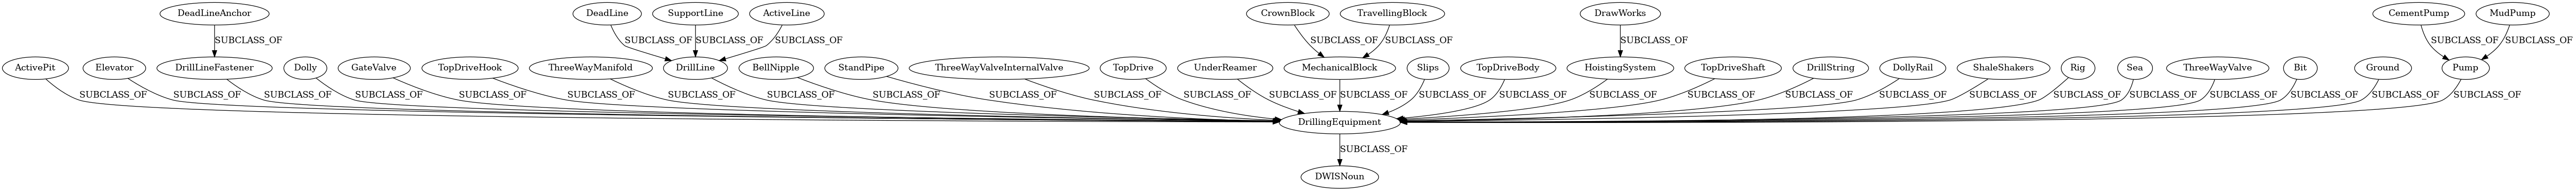 DeadLineAnchor DeadLine SupportLine ActiveLine CrownBlock TravellingBlock DrawWorks CementPump MudPump
SUBCLASS_OF SUBCLASS_OF SUBCLASS_OF SUBCLASS_OF SUBCLASS_OF SUBCLASS_OF SUBCLASS_OF SUBCLASS_OF SUBCLASS_OF
ActivePit Elevator DrillLineFastener Dolly GateValve TopDriveHook ThreeWayManifold DrillLine BellNipple StandPipe ThreeWayValveInternalValve TopDrive UnderReamer MechanicalBlock Slips TopDriveBody HoistingSystem TopDriveShaft DrillString DollyRail ShaleShakers Rig Sea ThreeWayValve Bit Ground Pump
SUBCLASS_OF SUBCLASS_OF SUBCLASS_OF SUBCLASS_OF SUBCLASS_OF SUBCLASS_OF SUBCLASS_OF SUBCLASS_OF SUBCLASS_OF SUBCLASS_OF SUBCLASS_OF SUBCLASS_OF SUBCLASS_OF SUBCLASS_OF SUBCLASS_OF SUBCLASS_OF SUBCLASS_OF SUBCLASS_OF SUBCLASS_OF SUBCLASS_OF SUBCLASS_OF SUBCLASS_OF SUBCLASS_OF SUBCLASS_OF SUBCLASS_OF SUBCLASS_OF SUBCLASS_OF
DrillingEquipment
SUBCLASS_OF
DWISNoun